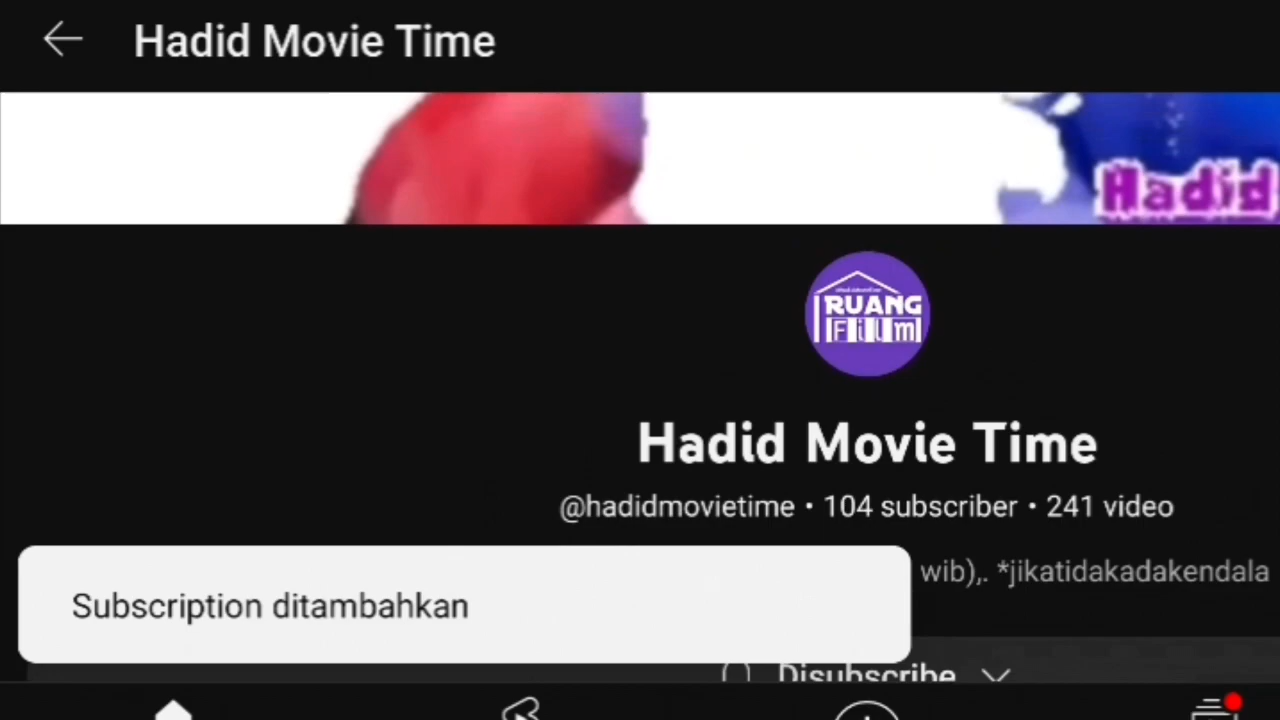 Hadid Movie Time
Hadid
RUANG
Film
Hadid Movie Time
@hadidmovietime • 104 subscriber • 241 video
wib),. *jikatidakadakendala
Subscription ditambahkan
Disubscribe